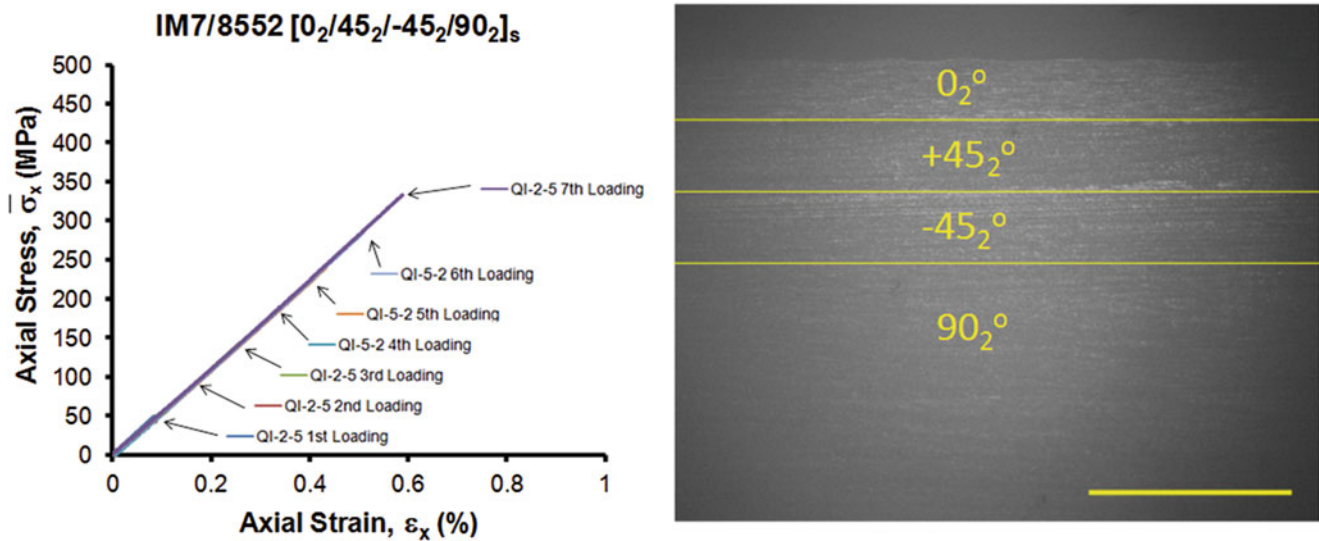 IM7/8552 [0₂/45₂/-45₂/90₂]ₛ
500
450
400
350
300
250
200
150
100
50
0
Axial Stress, σ̅ₓ (MPa)
QI-2-5 7th Loading
QI-5-2 6th Loading
QI-5-2 5th Loading
QI-5-2 4th Loading
QI-2-5 3rd Loading
QI-2-5 2nd Loading
QI-2-5 1st Loading
0 0.2 0.4 0.6 0.8 1
Axial Strain, εₓ (%)
0₂°
+45₂°
-45₂°
90₂°